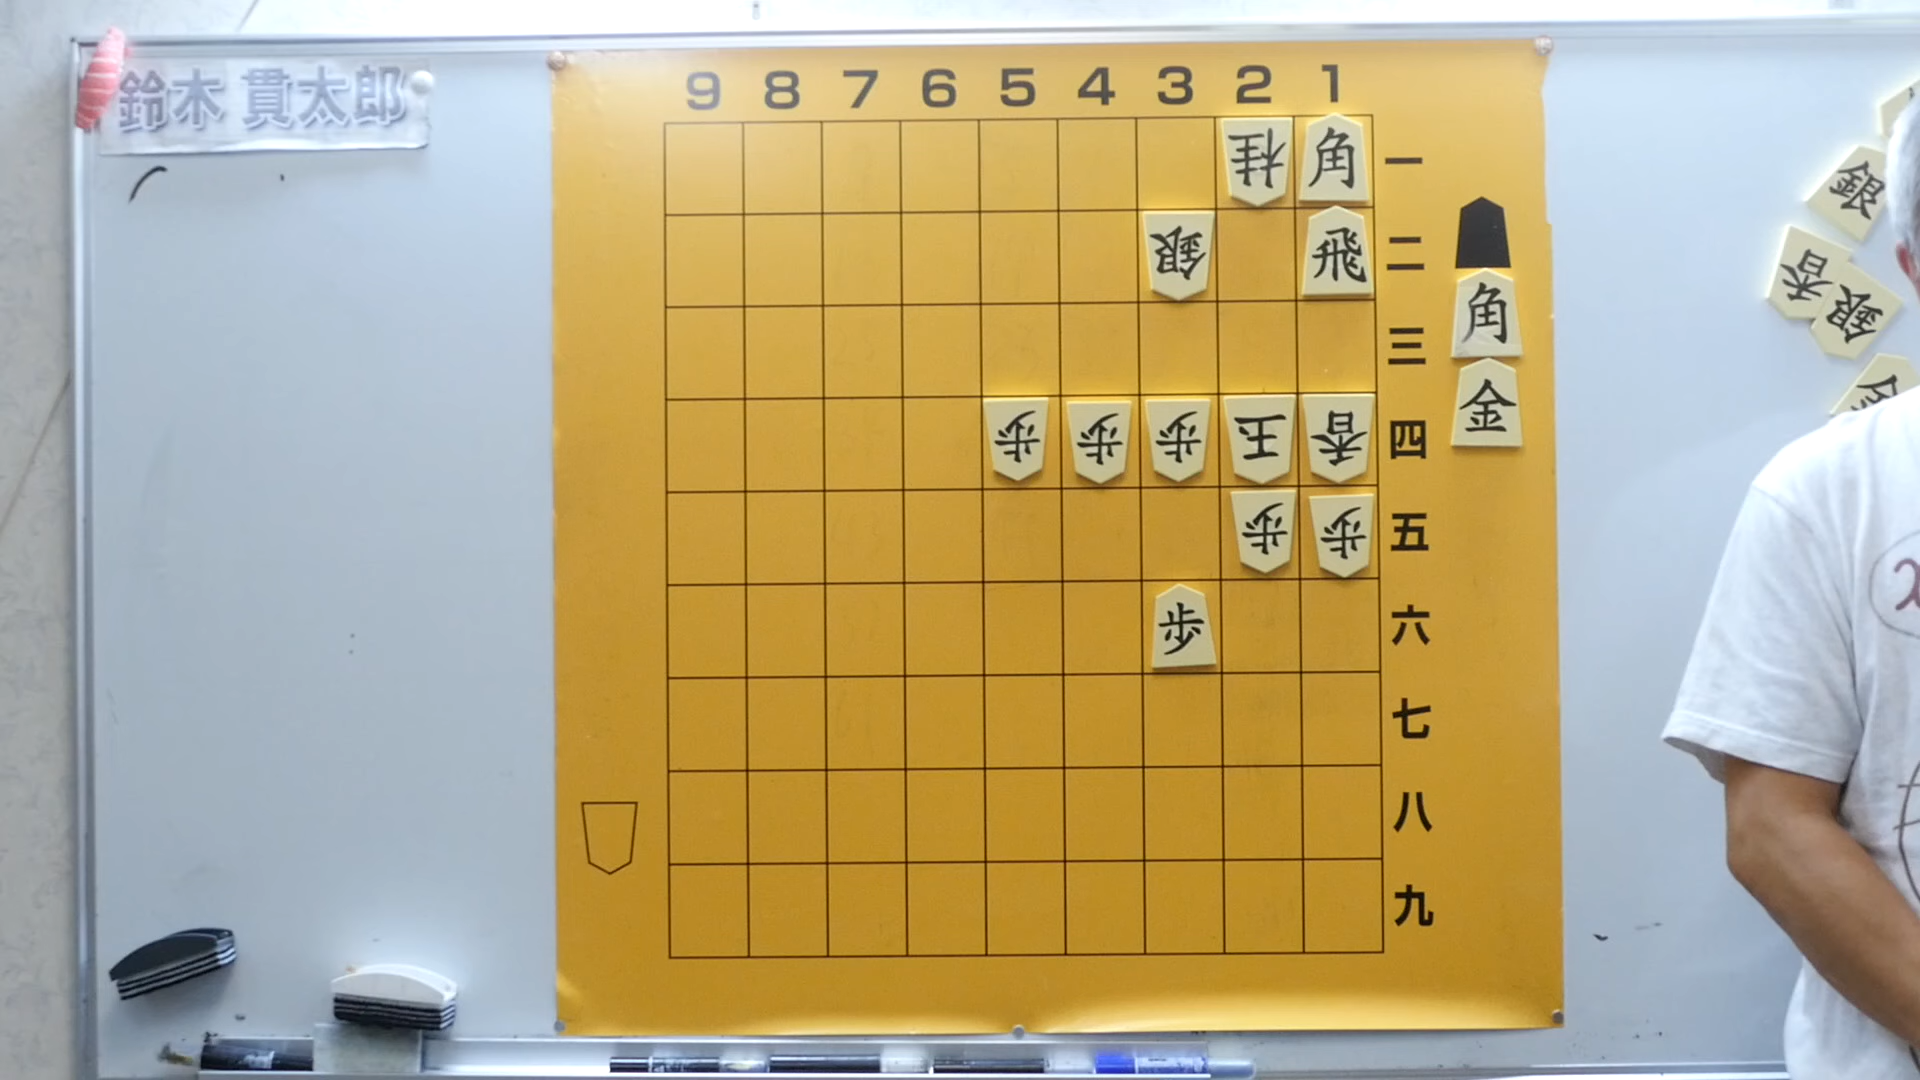 鈴木 貫太郎
9 8 7 6 5 4 3 2 1
桂 角 一
銀 飛 二
三
歩 歩 歩 玉 香 四
歩 歩 五
歩 六
七
八
九
角
金
銀
香
銀
金